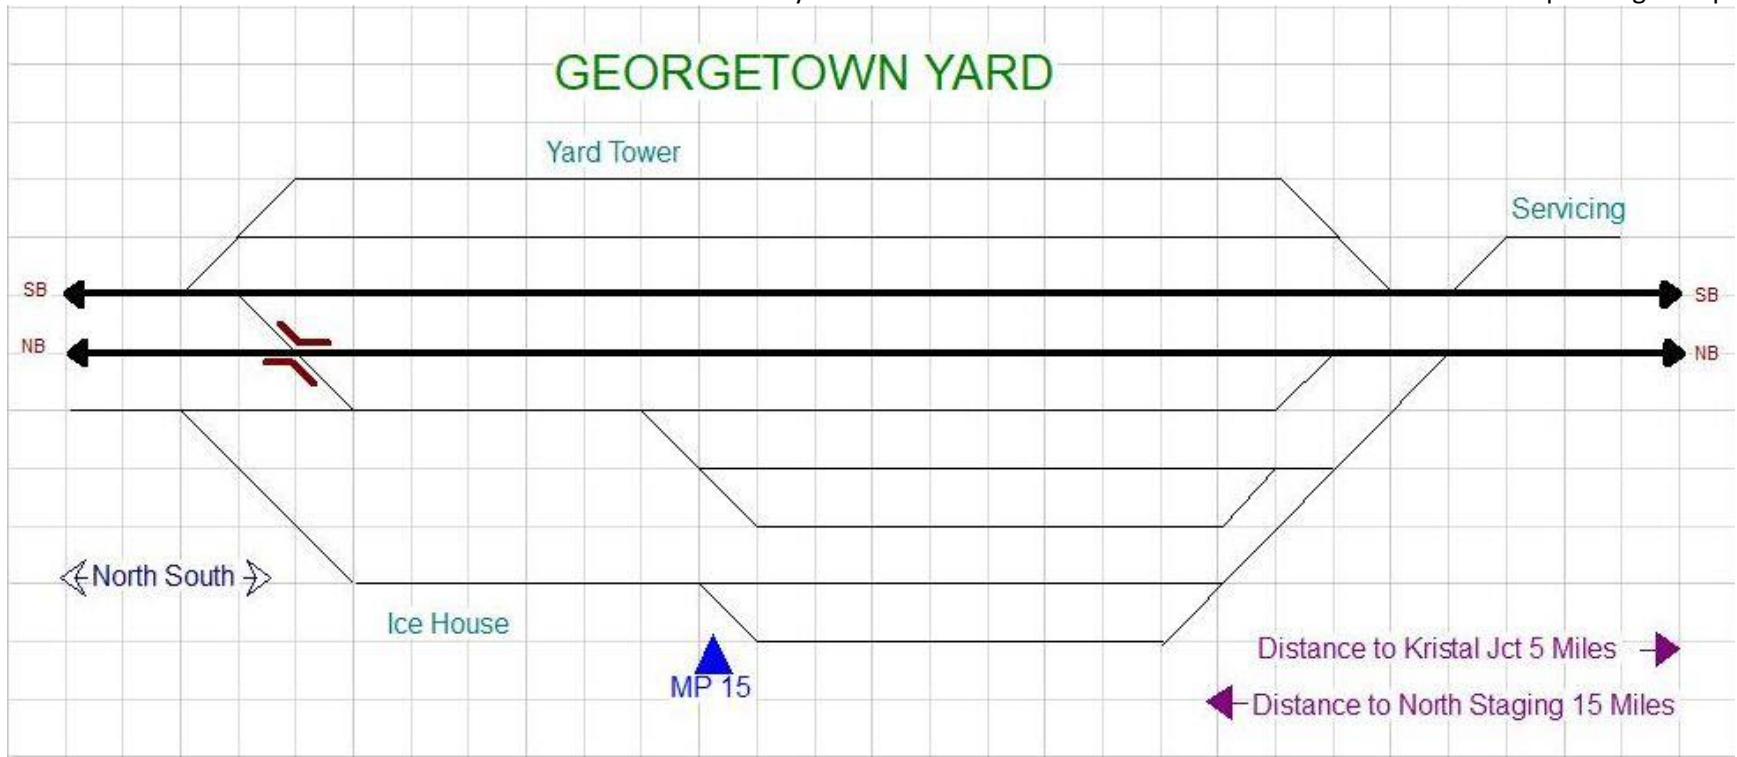 GEORGETOWN YARD
Yard Tower
Servicing
SB
SB
NB
NB
North South
Ice House
Distance to Kristal Jct 5 Miles
MP 15
Distance to North Staging 15 Miles